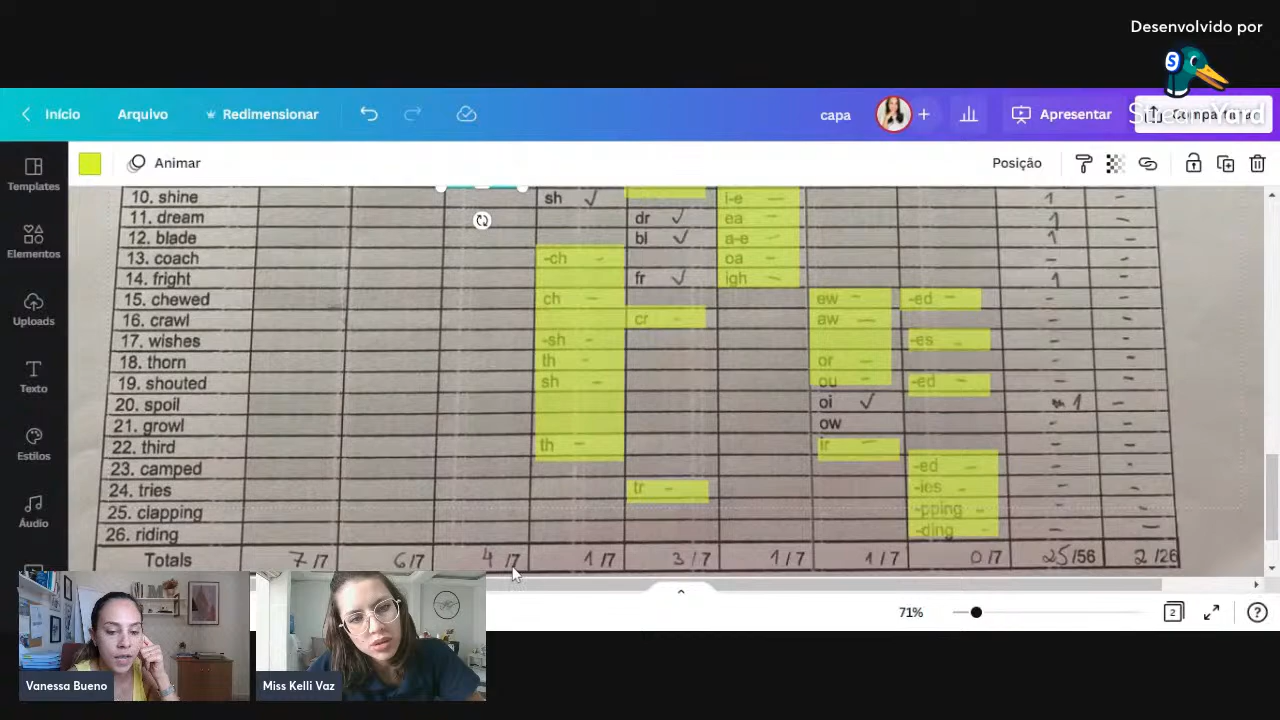 Desenvolvido por
S
StreamYard
Início Arquivo Redimensionar capa + Apresentar
Animar Posição
Templates
Elementos
Uploads
T
Texto
Estilos
Áudio
10. shine sh ✓ i-e — 1 -
11. dream dr ✓ ea - 1 -
12. blade bl ✓ a-e - 1 -
13. coach -ch - oa - - -
14. fright fr ✓ igh - 1 -
15. chewed ch - ew - -ed - - -
16. crawl cr - aw — - -
17. wishes -sh - -es - - -
18. thorn th - or - - -
19. shouted sh - ou - -ed - - -
20. spoil oi ✓ 1 -
21. growl ow - -
22. third th - ir — - -
23. camped -ed - - -
24. tries tr - -ies - - -
25. clapping -pping - - -
26. riding -ding - - —
Totals 7/7 6/7 4/7 1/7 3/7 1/7 1/7 0/7 25/56 2/26
71% 2 ?
Vanessa Bueno
Miss Kelli Vaz